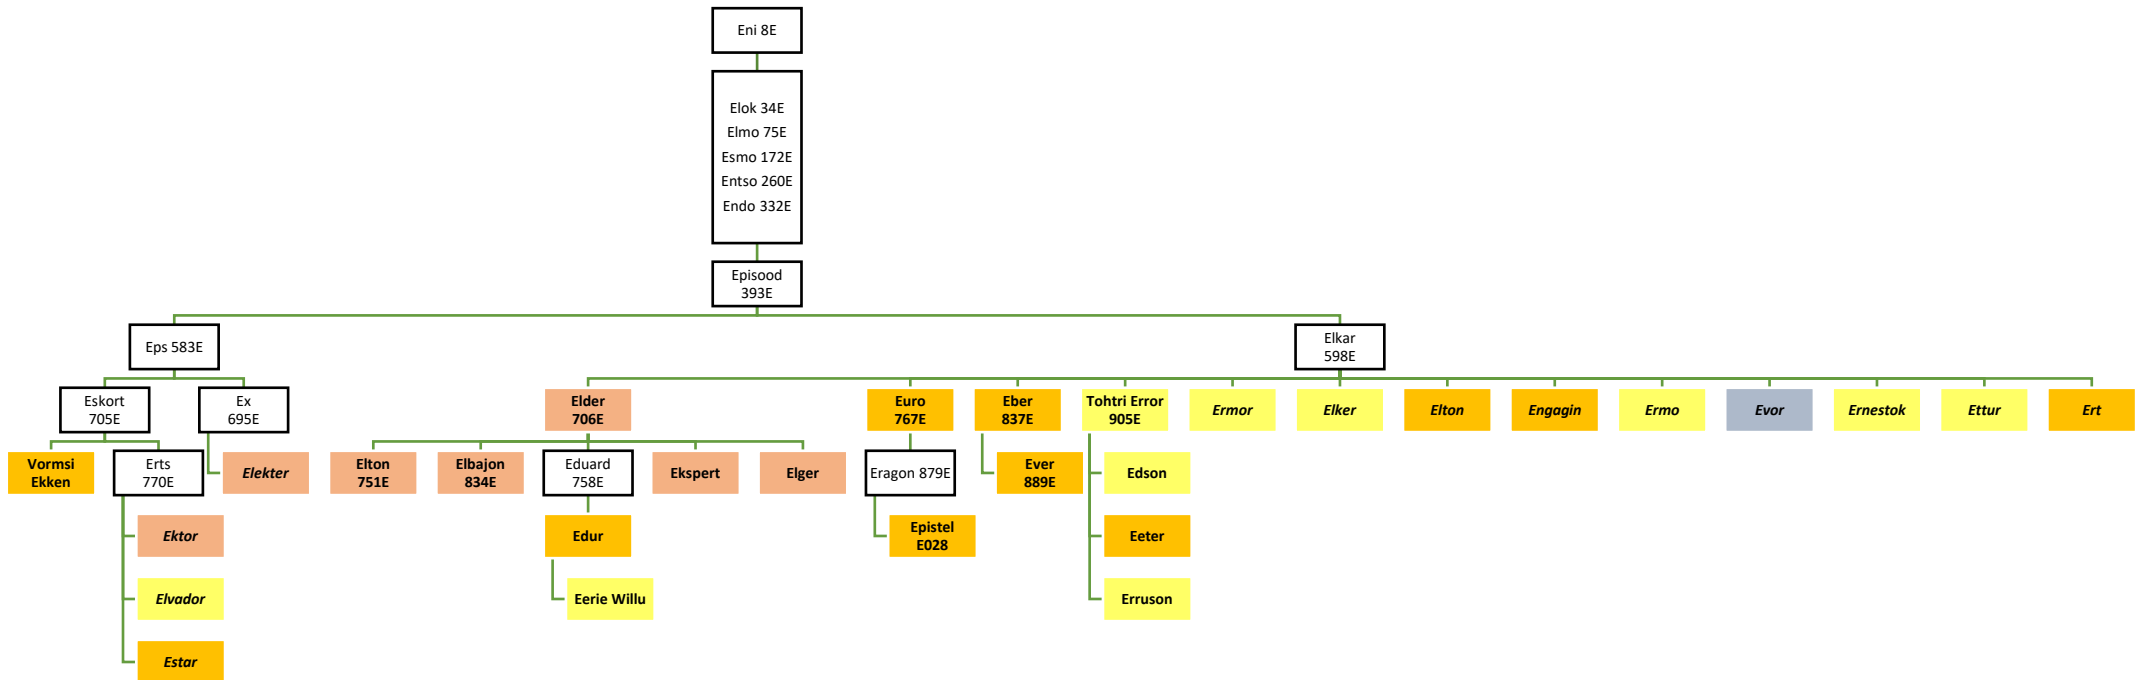 Eni 8E
Elok 34E
Elmo 75E
Esmo 172E
Entso 260E
Endo 332E
Episood
393E
Eps 583E
Elkar
598E
Eskort
705E
Ex
695E
Elder
706E
Euro
767E
Eber
837E
Tohtri Error
905E
Ermor
Elker
Elton
Engagin
Ermo
Evor
Ernestok
Ettur
Ert
Vormsi
Ekken
Erts
770E
Elekter
Elton
751E
Elbajon
834E
Eduard
758E
Ekspert
Elger
Eragon 879E
Ever
889E
Edson
Ektor
Edur
Epistel
E028
Eeter
Elvador
Eerie Willu
Erruson
Estar